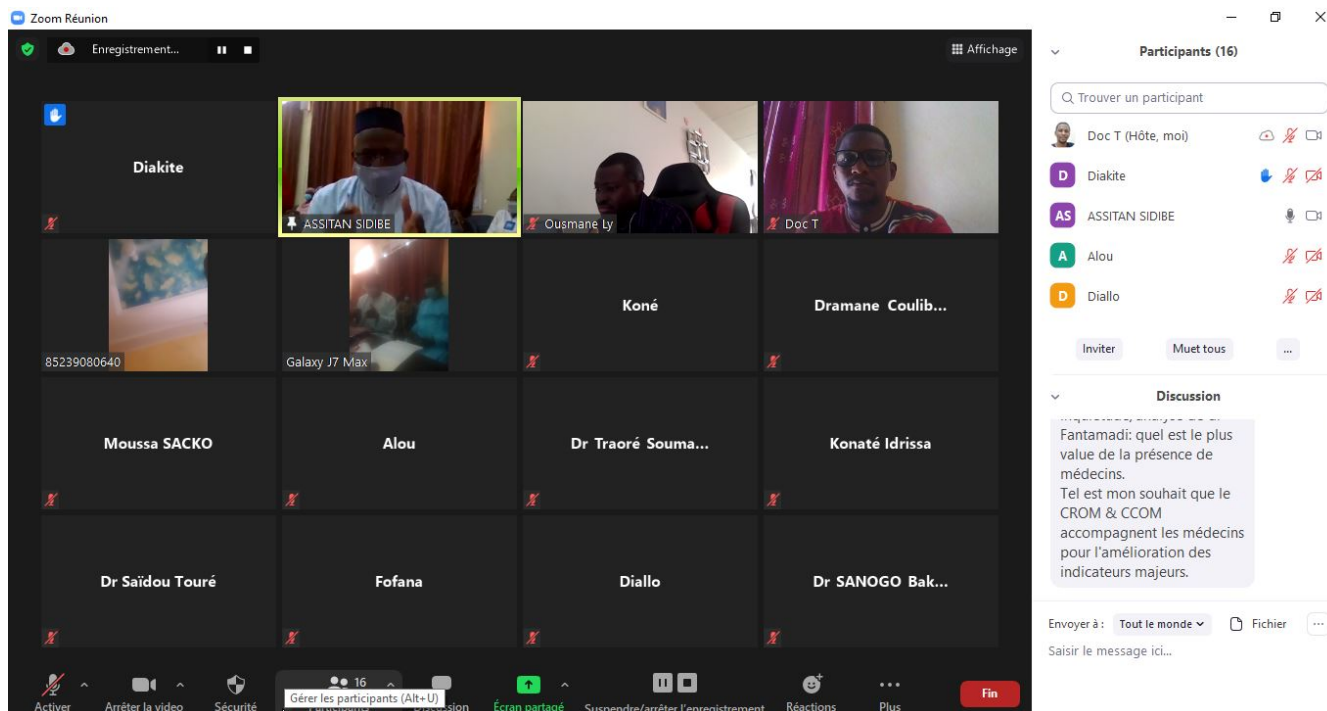 Zoom Réunion
Enregistrement...
Affichage
Diakite
ASSITAN SIDIBE
Ousmane Ly
Doc T
85239080640
Galaxy J7 Max
Koné
Dramane Coulib...
Moussa SACKO
Alou
Dr Traoré Souma...
Konaté Idrissa
Dr Saïdou Touré
Fofana
Diallo
Dr SANOGO Bak...
Activer
Arrêter la video
Sécurité
16
Gérer les participants (Alt+U)
Écran partagé
Suspendre/arrêter l'enregistrement
Réactions
Plus
Fin
Participants (16)
Trouver un participant
Doc T (Hôte, moi)
D Diakite
AS ASSITAN SIDIBE
A Alou
D Diallo
Inviter
Muet tous
...
Discussion
Fantamadi: quel est le plus
value de la présence de
médecins.
Tel est mon souhait que le
CROM & CCOM
accompagnent les médecins
pour l'amélioration des
indicateurs majeurs.
Envoyer à : Tout le monde
Fichier
Saisir le message ici...